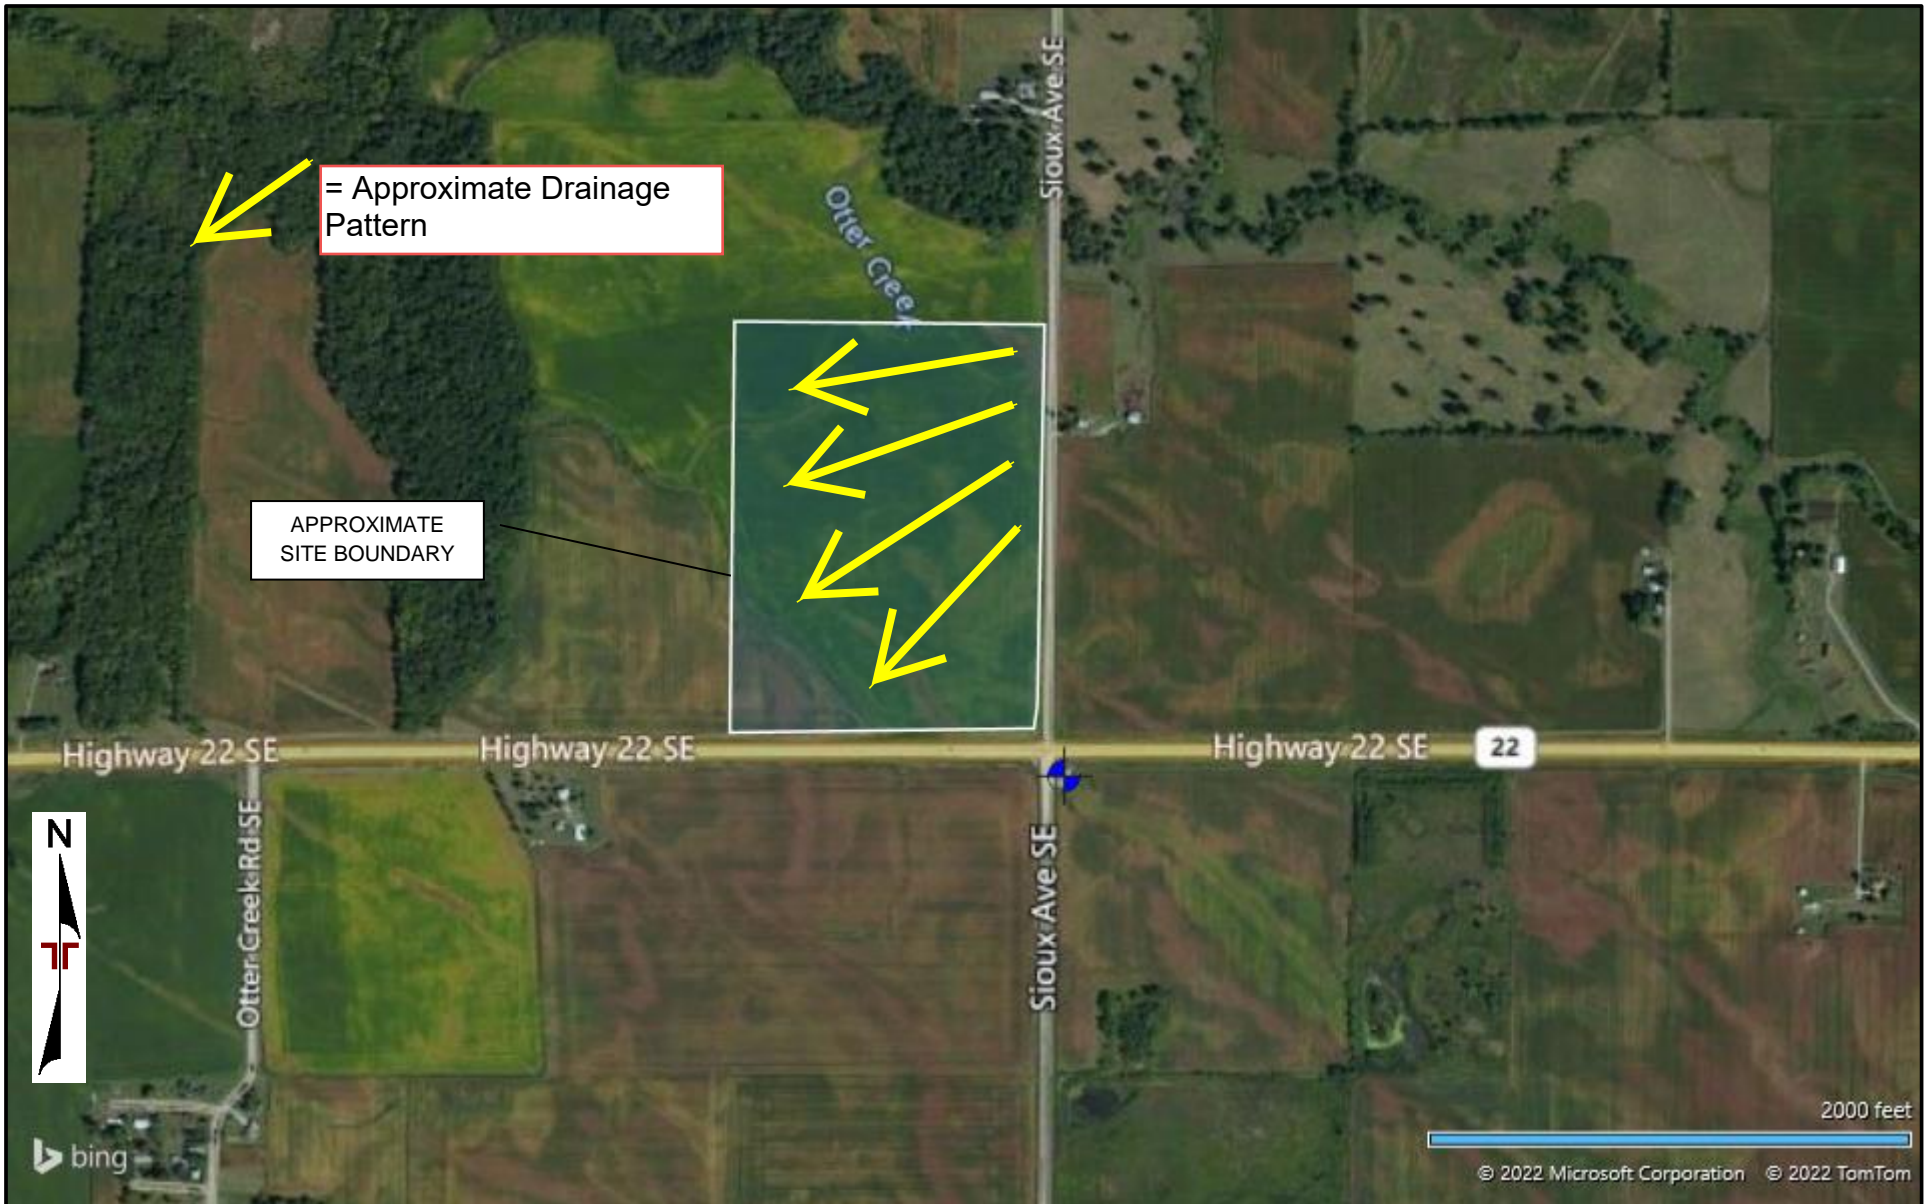 Sioux Ave SE
= Approximate Drainage
Pattern
Otter Creek
APPROXIMATE
SITE BOUNDARY
Highway 22 SE
Highway 22 SE
Highway 22 SE
22
N
Otter Creek Rd SE
Sioux Ave SE
2000 feet
bing
© 2022 Microsoft Corporation © 2022 TomTom